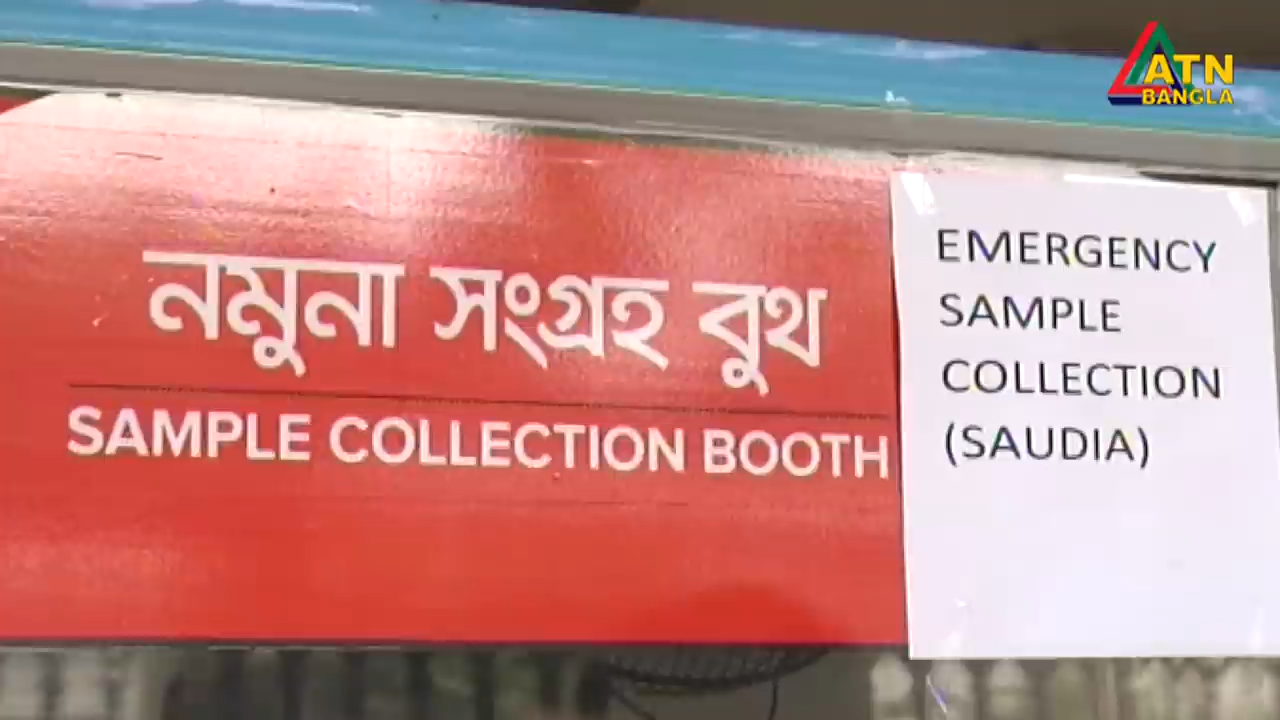 ATN
BANGLA
নমুনা সংগ্রহ বুথ
SAMPLE COLLECTION BOOTH
EMERGENCY
SAMPLE
COLLECTION
(SAUDIA)